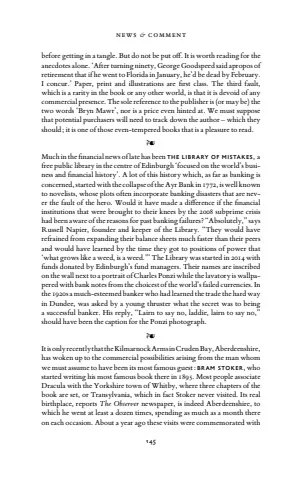 NEWS & COMMENT
before getting in a tangle. But do not be put off. It is worth reading for the
anecdotes alone. ‘After turning ninety, George Goodspeed said apropos of
retirement that if he went to Florida in January, he’d be dead by February.
I concur.’ Paper, print and illustrations are first class. The third fault,
which is a rarity in the book or any other world, is that it is devoid of any
commercial presence. The sole reference to the publisher is (or may be) the
two words ‘Bryn Mawr’, nor is a price even hinted at. We must suppose
that potential purchasers will need to track down the author – which they
should; it is one of those even-tempered books that is a pleasure to read.
Much in the financial news of late has been THE LIBRARY OF MISTAKES, a
free public library in the centre of Edinburgh ‘focused on the world’s busi-
ness and financial history’. A lot of this history which, as far as banking is
concerned, started with the collapse of the Ayr Bank in 1772, is well known
to novelists, whose plots often incorporate banking disasters that are nev-
er the fault of the hero. Would it have made a difference if the financial
institutions that were brought to their knees by the 2008 subprime crisis
had been aware of the reasons for past banking failures? “Absolutely,” says
Russell Napier, founder and keeper of the Library. “They would have
refrained from expanding their balance sheets much faster than their peers
and would have learned by the time they got to positions of power that
‘what grows like a weed, is a weed.’” The Library was started in 2014 with
funds donated by Edinburgh’s fund managers. Their names are inscribed
on the wall next to a portrait of Charles Ponzi while the lavatory is wallpa-
pered with bank notes from the choicest of the world’s failed currencies. In
the 1920s a much-esteemed banker who had learned the trade the hard way
in Dundee, was asked by a young thruster what the secret was to being
a successful banker. His reply, “Lairn to say no, laddie, lairn to say no,”
should have been the caption for the Ponzi photograph.
It is only recently that the Kilmarnock Arms in Cruden Bay, Aberdeenshire,
has woken up to the commercial possibilities arising from the man whom
we must assume to have been its most famous guest: BRAM STOKER, who
started writing his most famous book there in 1895. Most people associate
Dracula with the Yorkshire town of Whitby, where three chapters of the
book are set, or Transylvania, which in fact Stoker never visited. Its real
birthplace, reports The Observer newspaper, is indeed Aberdeenshire, to
which he went at least a dozen times, spending as much as a month there
on each occasion. About a year ago these visits were commemorated with
145